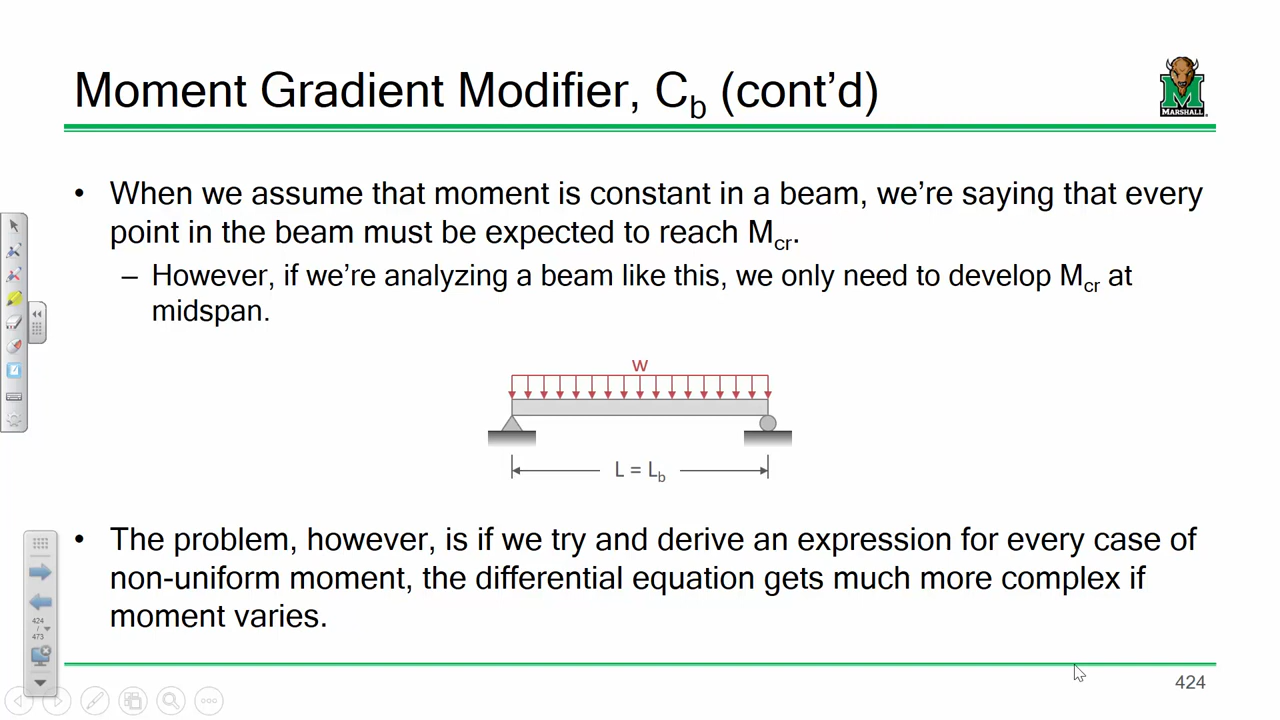 Moment Gradient Modifier, Cb (cont’d)
MARSHALL
• When we assume that moment is constant in a beam, we’re saying that every
point in the beam must be expected to reach Mcr.
– However, if we’re analyzing a beam like this, we only need to develop Mcr at
midspan.
w
L = Lb
• The problem, however, is if we try and derive an expression for every case of
non-uniform moment, the differential equation gets much more complex if
moment varies.
424
/
473
424